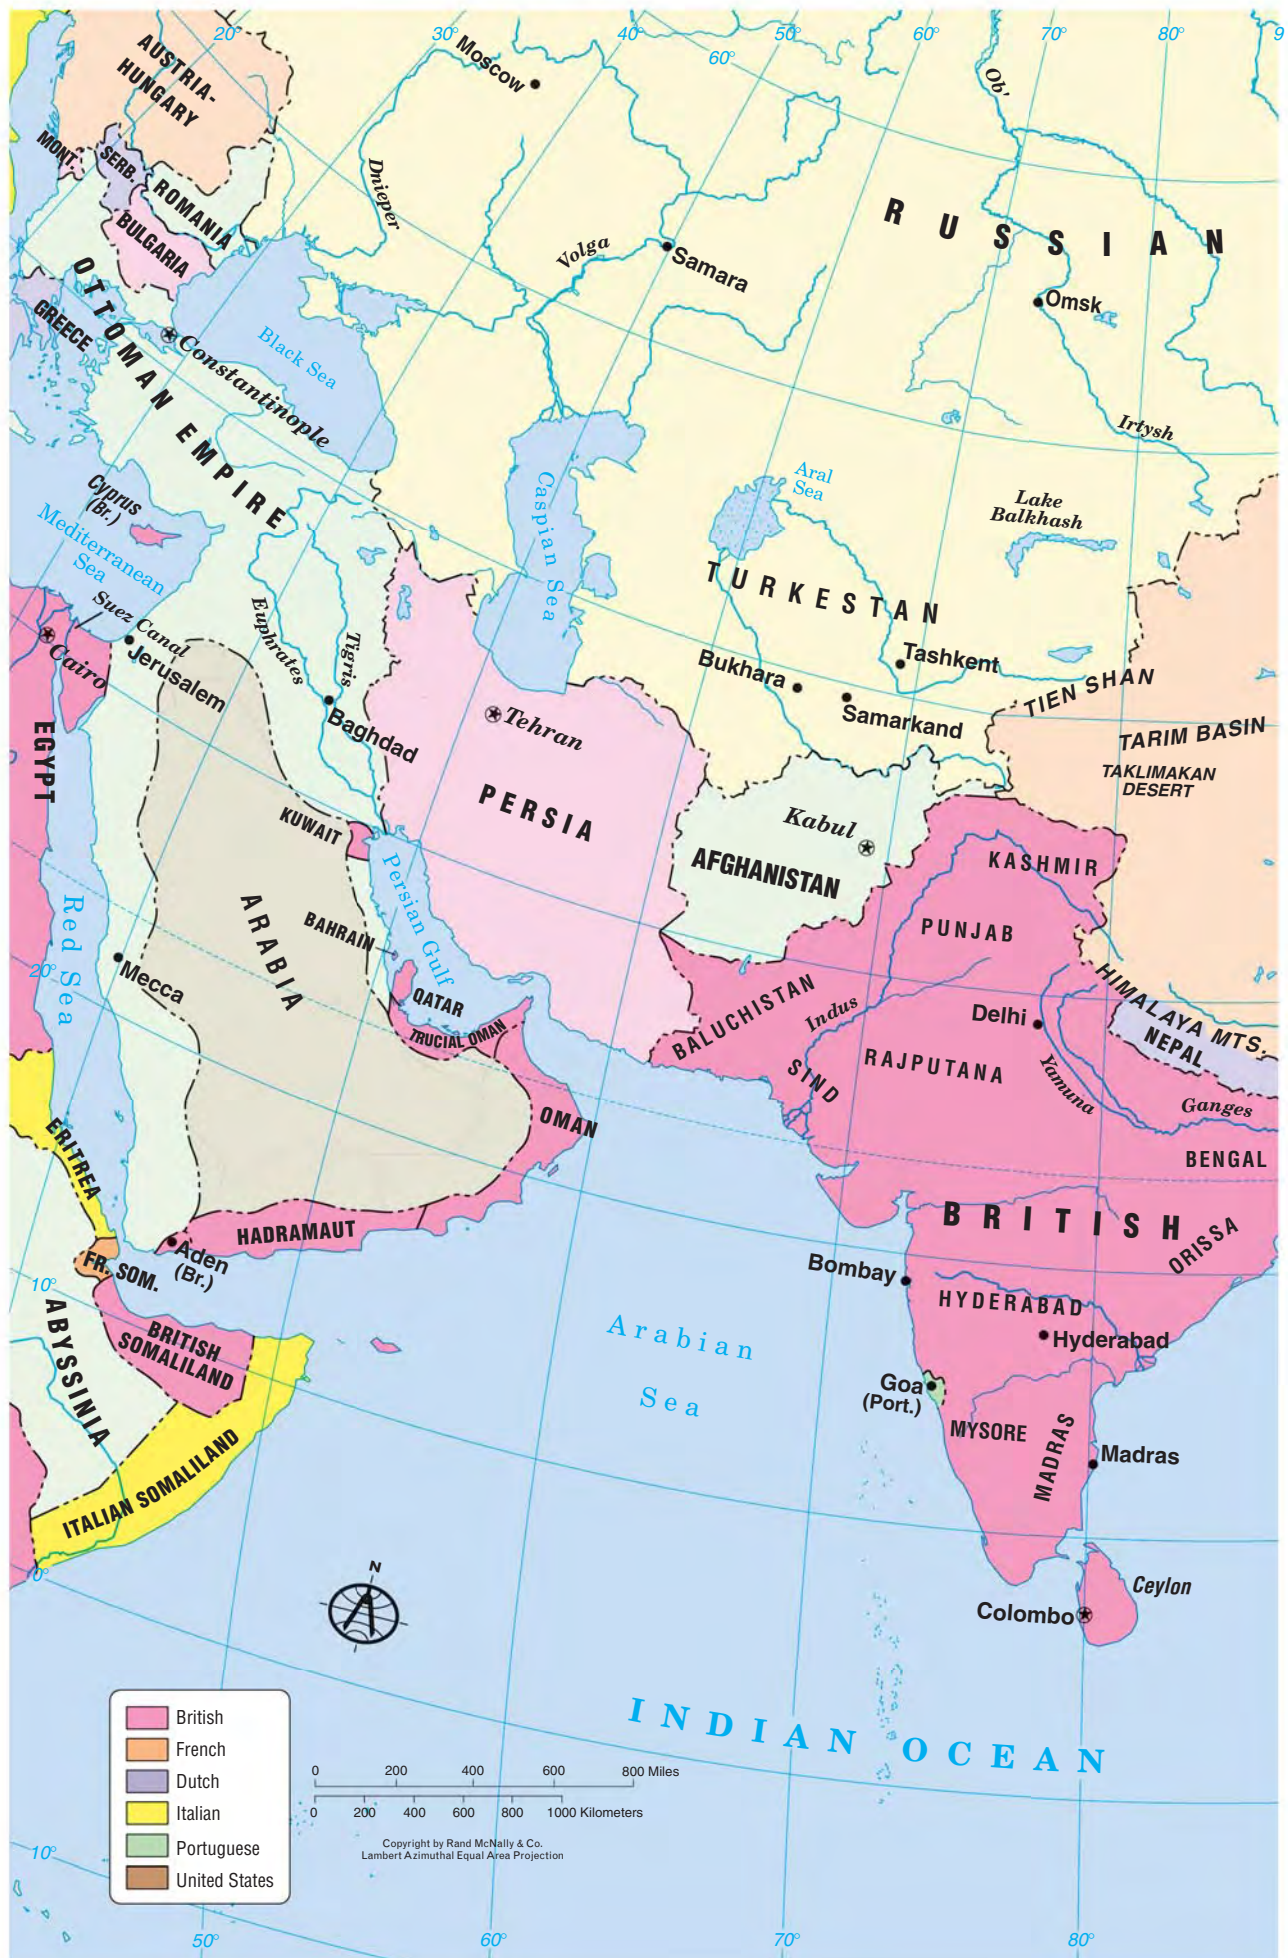 20°
30°
40°
50°
60°
60°
70°
80°
9
AUSTRIA-
HUNGARY
Moscow
Ob'
MONT.
SERB.
ROMANIA
BULGARIA
Dnieper
Volga
Samara
RUSSIAN
Omsk
Irtysh
OTTOMAN EMPIRE
GREECE
Constantinople
Black Sea
Caspian Sea
Aral
Sea
Lake
Balkhash
Cyprus
(Br.)
Mediterranean
Sea
Suez Canal
Cairo
Jerusalem
Euphrates
Tigris
Baghdad
TURKESTAN
Bukhara
Tashkent
Samarkand
TIEN SHAN
TARIM BASIN
TAKLIMAKAN
DESERT
Tehran
PERSIA
EGYPT
KUWAIT
Kabul
AFGHANISTAN
KASHMIR
PUNJAB
Persian Gulf
Red Sea
ARABIA
BAHRAIN
QATAR
TRUCIAL OMAN
20°
Mecca
BALUCHISTAN
Indus
Delhi
HIMALAYA MTS.
NEPAL
SIND
RAJPUTANA
Yamuna
Ganges
BENGAL
OMAN
ERITREA
HADRAMAUT
Aden
(Br.)
FR. SOM.
BRITISH
ORISSA
10°
ABYSSINIA
BRITISH
SOMALILAND
ITALIAN SOMALILAND
Arabian
Sea
Bombay
HYDERABAD
Hyderabad
Goa
(Port.)
MYSORE
MADRAS
Madras
0°
N
Ceylon
Colombo
INDIAN OCEAN
British
French
Dutch
Italian
Portuguese
United States
0 200 400 600 800 Miles
0 200 400 600 800 1000 Kilometers
Copyright by Rand McNally & Co.
Lambert Azimuthal Equal Area Projection
10°
50°
60°
70°
80°